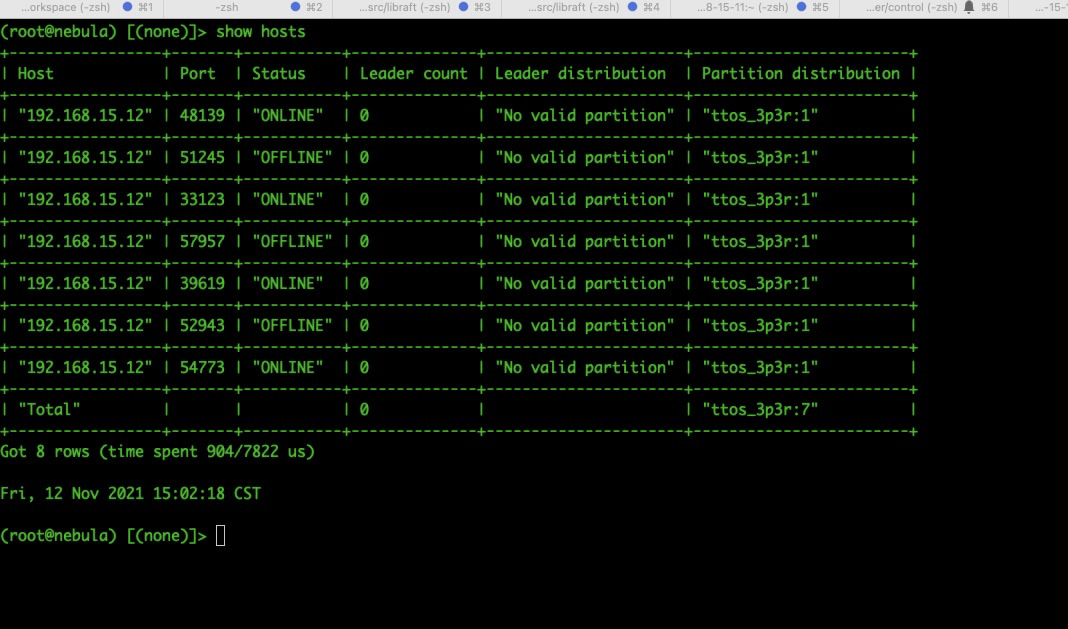 ...orkspace (-zsh) ⌘1 -zsh ⌘2 ...src/libraft (-zsh) ⌘3 ...src/libraft (-zsh) ⌘4 ...8-15-11:~ (-zsh) ⌘5 ...er/control (-zsh) ⌘6 ...-15-1
(root@nebula) [(none)]> show hosts
+-----------------+-------+-----------+--------------+----------------------+------------------------+
| Host | Port | Status | Leader count | Leader distribution | Partition distribution |
+-----------------+-------+-----------+--------------+----------------------+------------------------+
| "192.168.15.12" | 48139 | "ONLINE" | 0 | "No valid partition" | "ttos_3p3r:1" |
+-----------------+-------+-----------+--------------+----------------------+------------------------+
| "192.168.15.12" | 51245 | "OFFLINE" | 0 | "No valid partition" | "ttos_3p3r:1" |
+-----------------+-------+-----------+--------------+----------------------+------------------------+
| "192.168.15.12" | 33123 | "ONLINE" | 0 | "No valid partition" | "ttos_3p3r:1" |
+-----------------+-------+-----------+--------------+----------------------+------------------------+
| "192.168.15.12" | 57957 | "OFFLINE" | 0 | "No valid partition" | "ttos_3p3r:1" |
+-----------------+-------+-----------+--------------+----------------------+------------------------+
| "192.168.15.12" | 39619 | "ONLINE" | 0 | "No valid partition" | "ttos_3p3r:1" |
+-----------------+-------+-----------+--------------+----------------------+------------------------+
| "192.168.15.12" | 52943 | "OFFLINE" | 0 | "No valid partition" | "ttos_3p3r:1" |
+-----------------+-------+-----------+--------------+----------------------+------------------------+
| "192.168.15.12" | 54773 | "ONLINE" | 0 | "No valid partition" | "ttos_3p3r:1" |
+-----------------+-------+-----------+--------------+----------------------+------------------------+
| "Total" | | | 0 | | "ttos_3p3r:7" |
+-----------------+-------+-----------+--------------+----------------------+------------------------+
Got 8 rows (time spent 904/7822 us)
Fri, 12 Nov 2021 15:02:18 CST
(root@nebula) [(none)]>